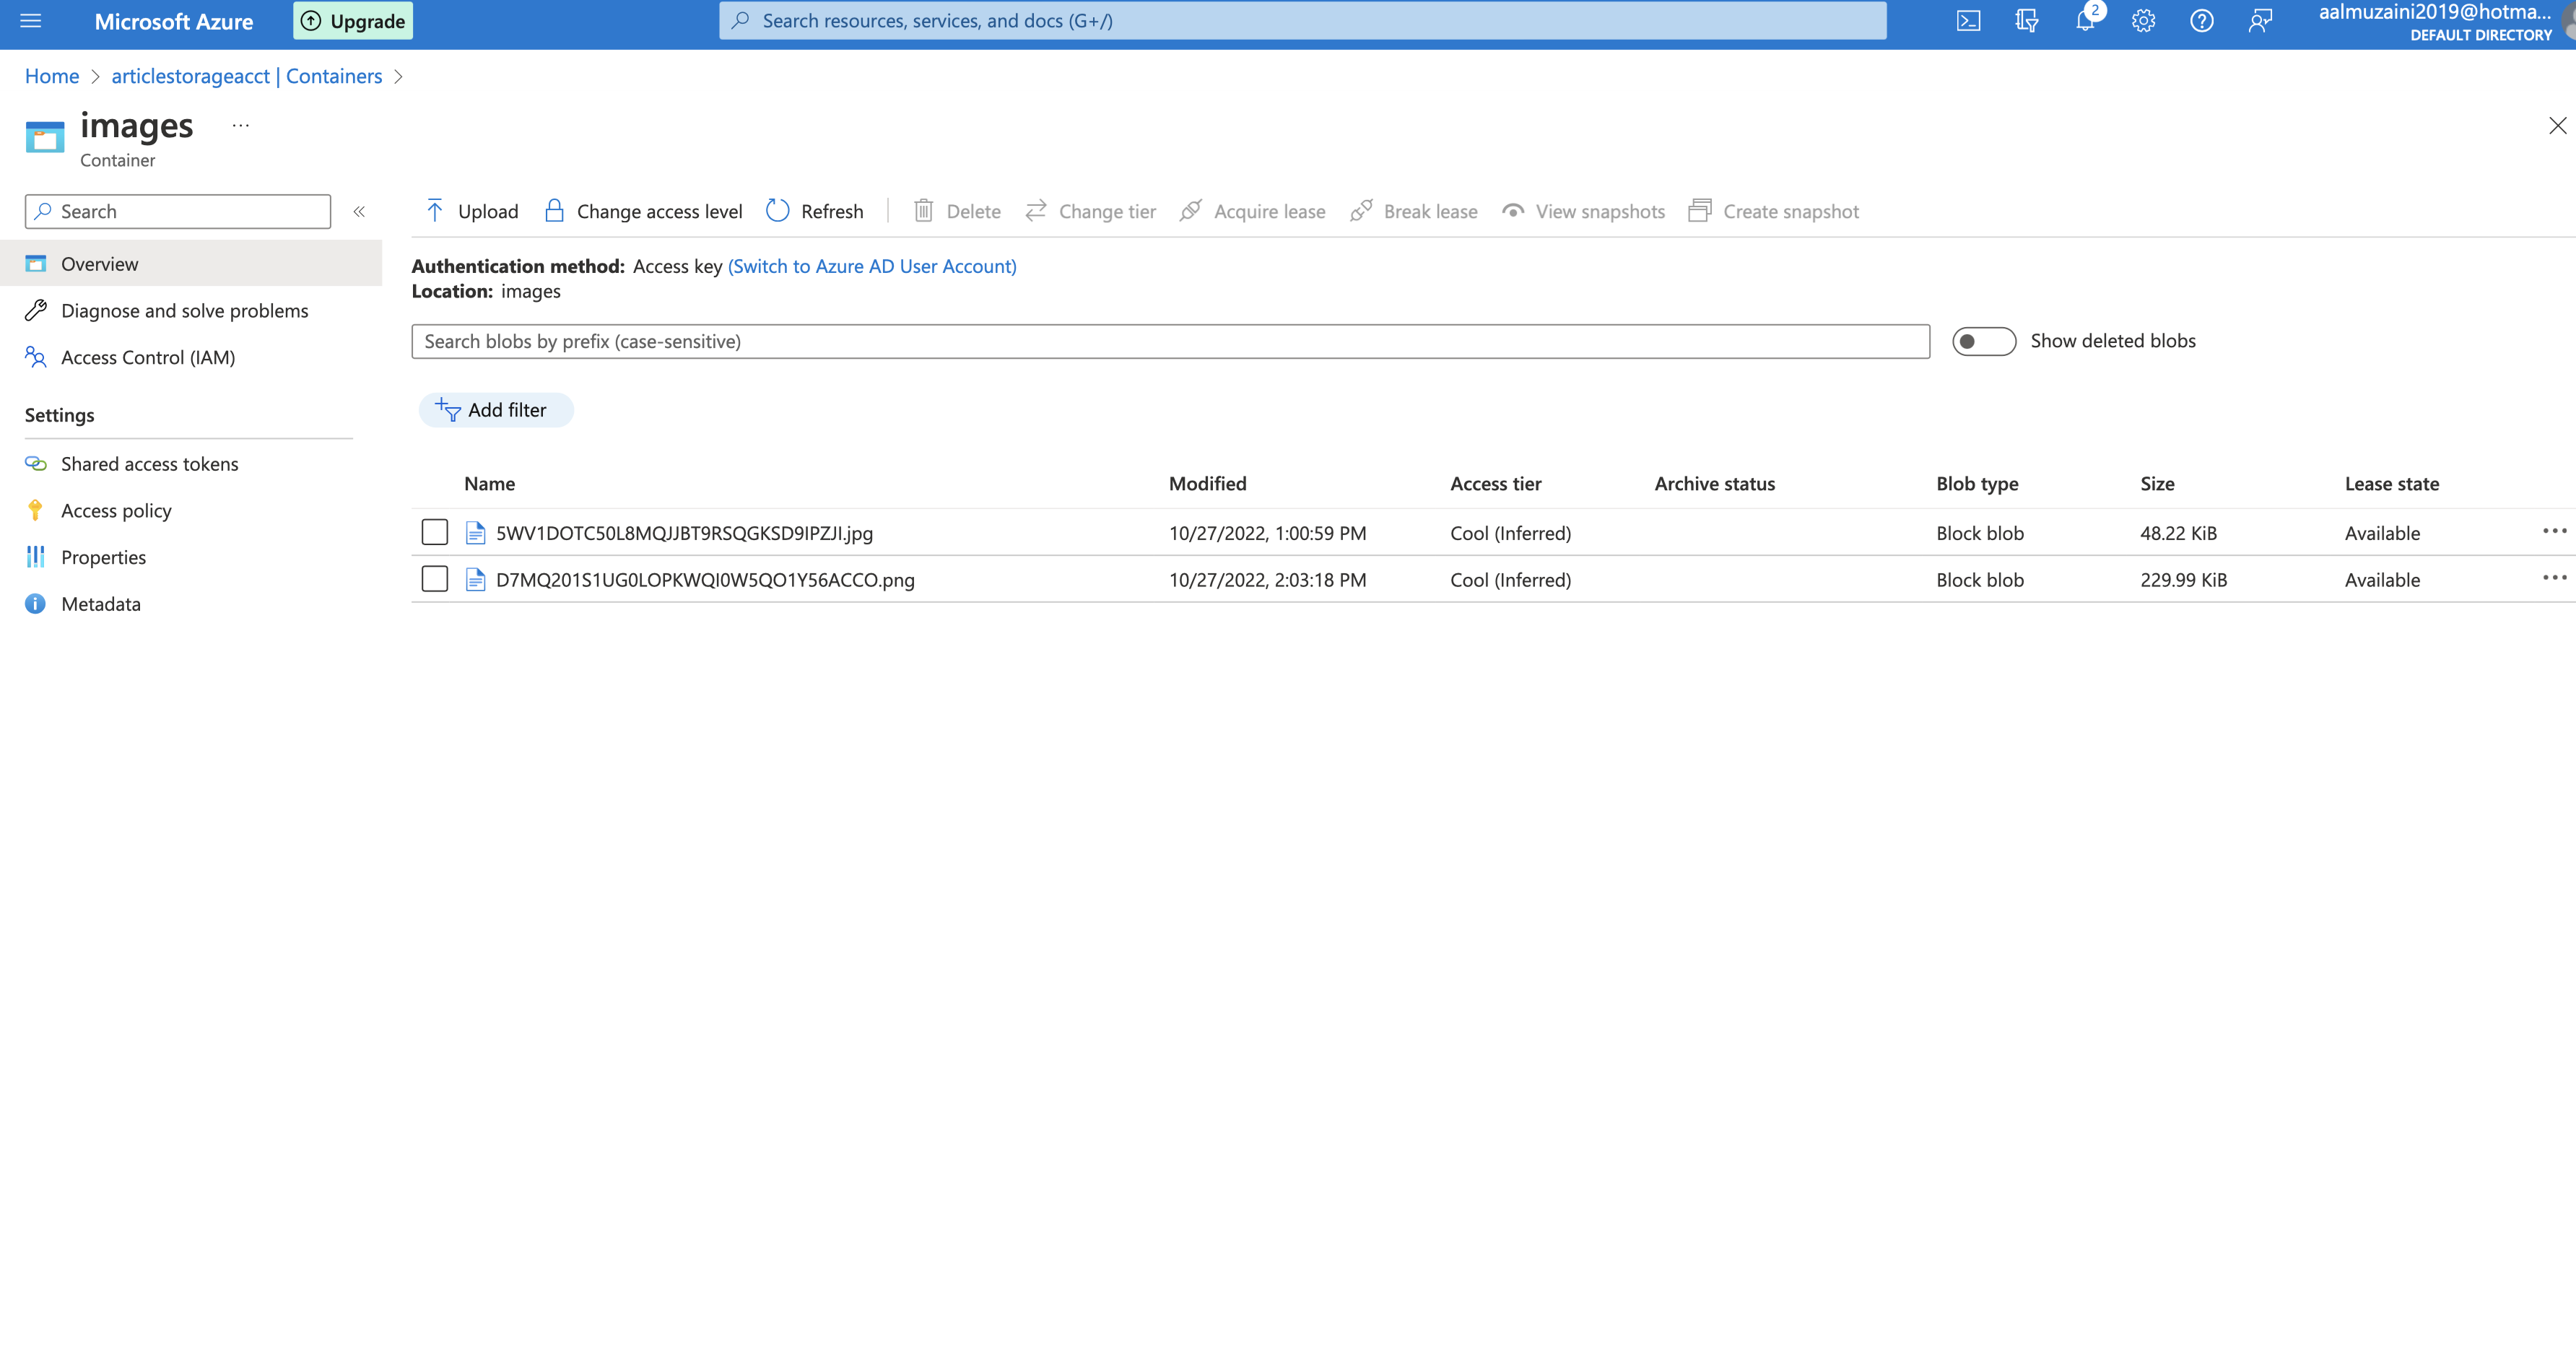 Microsoft Azure
Upgrade
Search resources, services, and docs (G+/)
2
aalmuzaini2019@hotma...
DEFAULT DIRECTORY
Home > articlestorageacct | Containers >
images ...
Container
Search «
Overview
Diagnose and solve problems
Access Control (IAM)
Settings
Shared access tokens
Access policy
Properties
Metadata
Upload Change access level Refresh Delete Change tier Acquire lease Break lease View snapshots Create snapshot
Authentication method: Access key (Switch to Azure AD User Account)
Location: images
Search blobs by prefix (case-sensitive) Show deleted blobs
Add filter
Name Modified Access tier Archive status Blob type Size Lease state
5WV1DOTC50L8MQJJBT9RSQGKSD9IPZJI.jpg 10/27/2022, 1:00:59 PM Cool (Inferred) Block blob 48.22 KiB Available ...
D7MQ201S1UG0LOPKWQI0W5QO1Y56ACCO.png 10/27/2022, 2:03:18 PM Cool (Inferred) Block blob 229.99 KiB Available ...